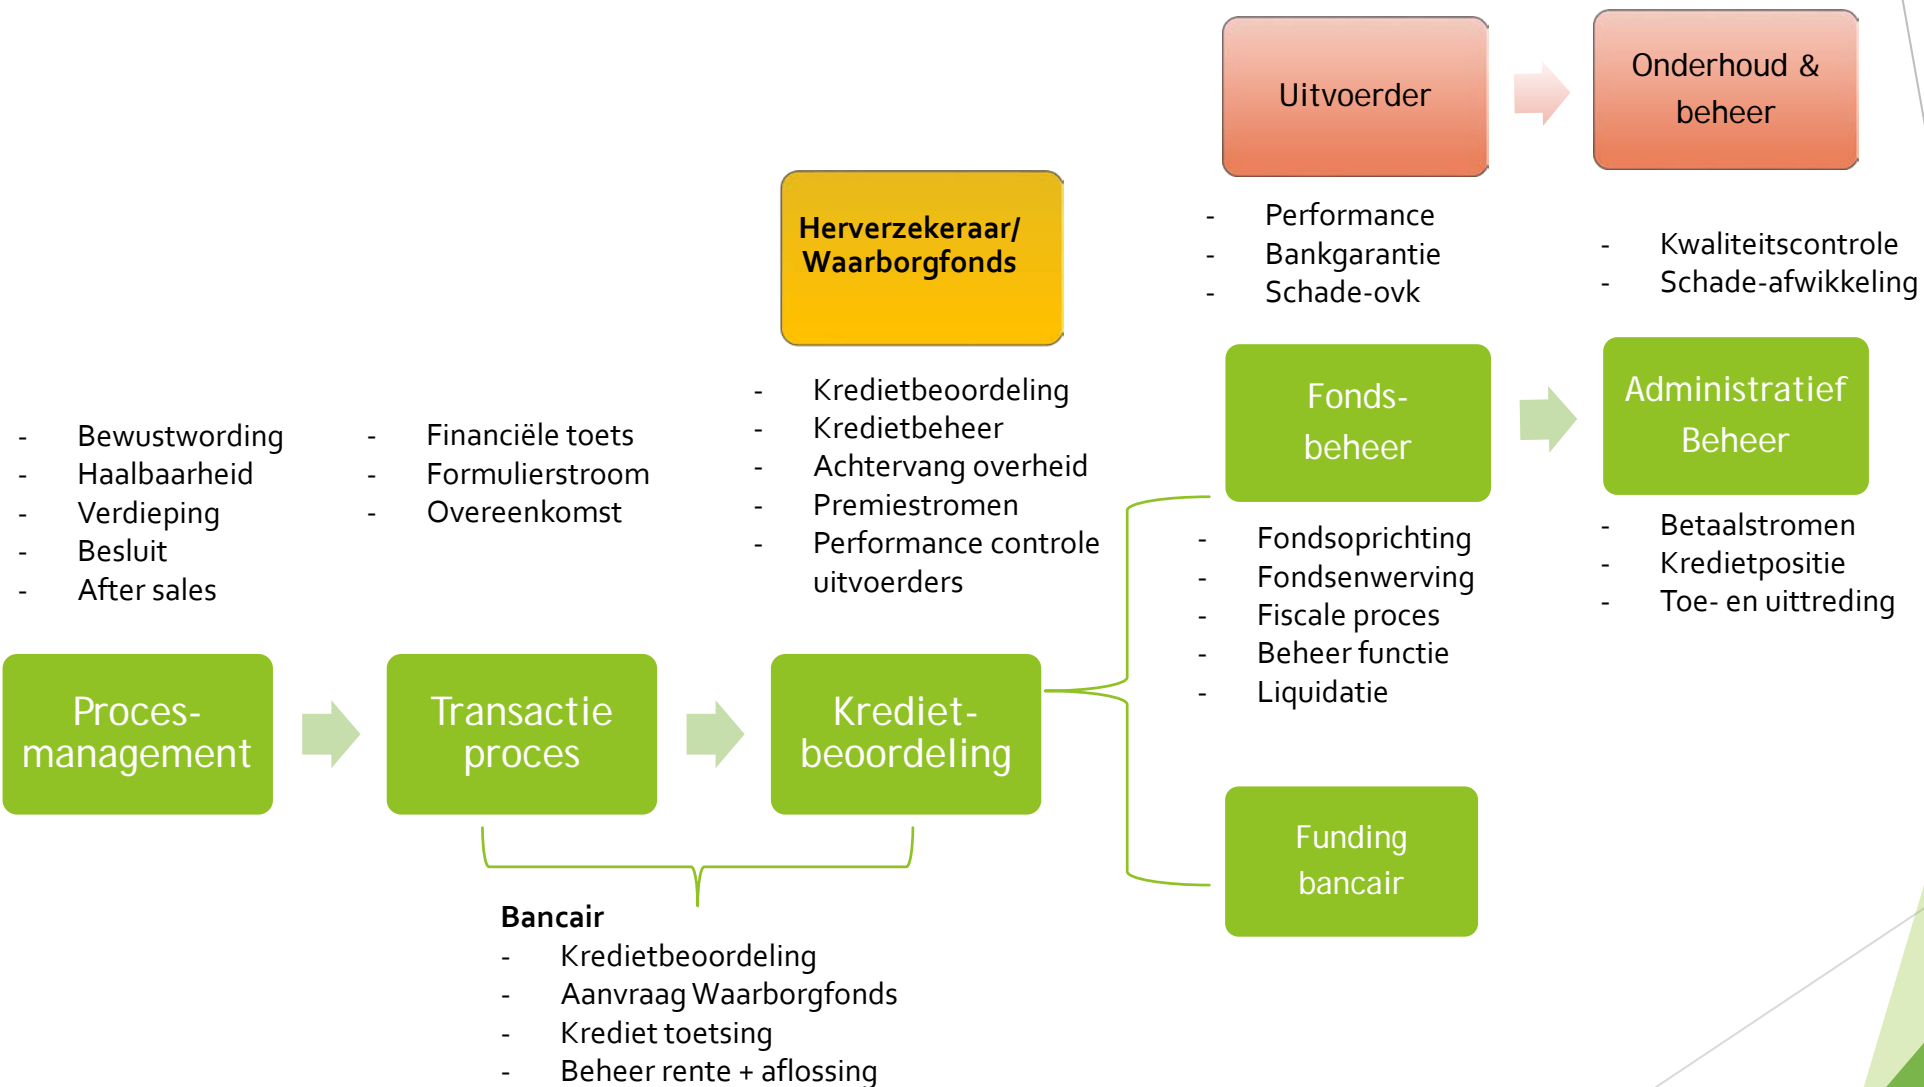 Uitvoerder
Onderhoud &
beheer
- Performance
- Bankgarantie
- Schade-ovk
- Kwaliteitscontrole
- Schade-afwikkeling
Herverzekeraar/
Waarborgfonds
- Kredietbeoordeling
- Kredietbeheer
- Achtervang overheid
- Premiestromen
- Performance controle
uitvoerders
- Bewustwording
- Haalbaarheid
- Verdieping
- Besluit
- After sales
- Financiële toets
- Formulierstroom
- Overeenkomst
Fonds-
beheer
Administratief
Beheer
- Fondsoprichting
- Fondsenwerving
- Fiscale proces
- Beheer functie
- Liquidatie
- Betaalstromen
- Kredietpositie
- Toe- en uittreding
Proces-
management
Transactie
proces
Krediet-
beoordeling
Funding
bancair
Bancair
- Kredietbeoordeling
- Aanvraag Waarborgfonds
- Krediet toetsing
- Beheer rente + aflossing